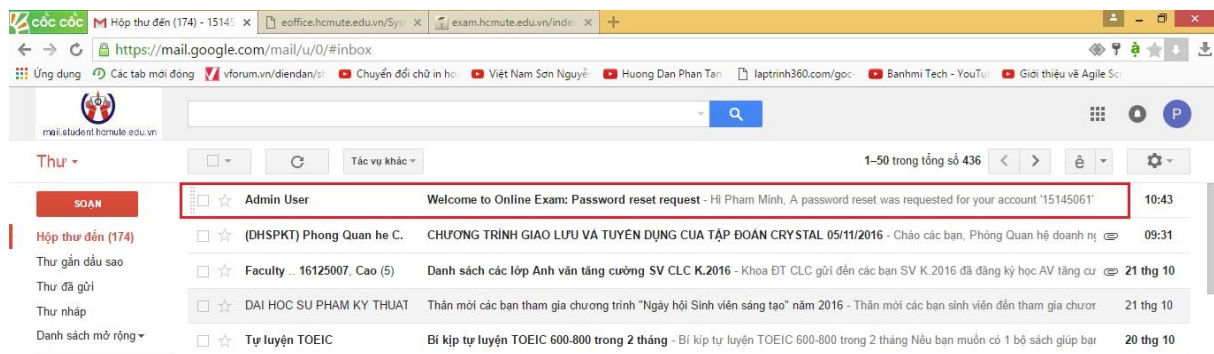 cốc cốc Hộp thư đến (174) - 15145 eoffice.hcmute.edu.vn/Sys exam.hcmute.edu.vn/index
https://mail.google.com/mail/u/0/#inbox
Ứng dụng Các tab mới đóng vforum.vn/diendan/sh Chuyển đổi chữ in ho Việt Nam Sơn Nguyễ Huong Dan Phan Tan laptrinh360.com/goc- Banhmi Tech - YouTu Giới thiệu về Agile Scr
mail.student.hcmute.edu.vn
P
Thư Tác vụ khác 1–50 trong tổng số 436 ê
SOẠN
Admin User Welcome to Online Exam: Password reset request - Hi Pham Minh, A password reset was requested for your account '15145061' 10:43
Hộp thư đến (174)
(DHSPKT) Phong Quan he C. CHƯƠNG TRÌNH GIAO LƯU VÀ TUYỂN DỤNG CỦA TẬP ĐOÀN CRYSTAL 05/11/2016 - Chào các bạn, Phòng Quan hệ doanh ng 09:31
Thư gắn dấu sao
Faculty .. 16125007, Cao (5) Danh sách các lớp Anh văn tăng cường SV CLC K.2016 - Khoa ĐT CLC gửi đến các bạn SV K.2016 đã đăng ký học AV tăng cư 21 thg 10
Thư đã gửi
Thư nháp
DAI HOC SU PHAM KY THUAT Thân mời các bạn tham gia chương trình "Ngày hội Sinh viên sáng tạo" năm 2016 - Thân mời các bạn sinh viên đến tham gia chươn 21 thg 10
Danh sách mở rộng
Tự luyện TOEIC Bí kịp tự luyện TOEIC 600-800 trong 2 tháng - Bí kíp tự luyện TOEIC 600-800 trong 2 tháng Nếu bạn muốn có 1 bộ sách giúp bạn 20 thg 10